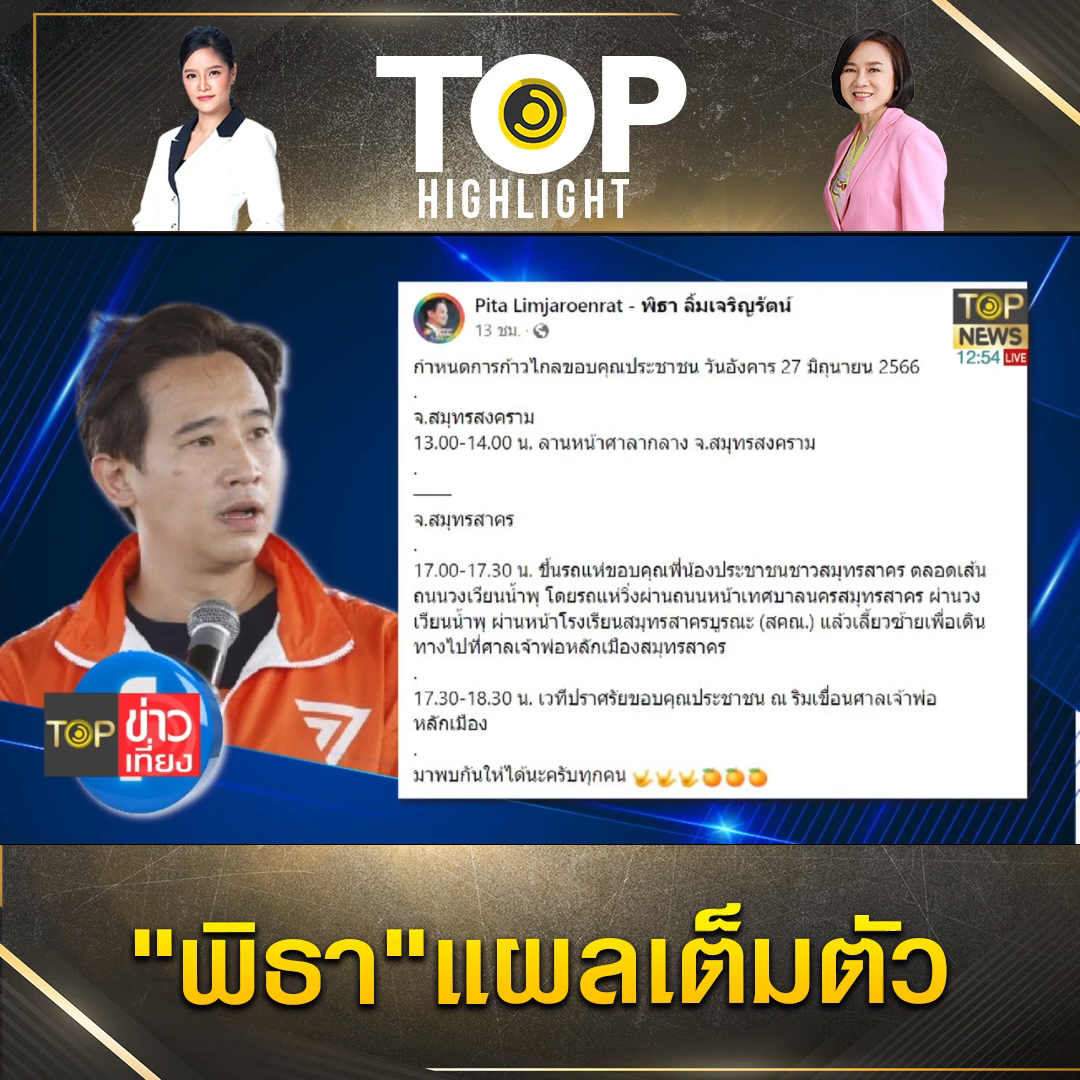 TOP
HIGHLIGHT
Pita Limjaroenrat - พิธา ลิ้มเจริญรัตน์
13 ชม. ·
TOP
NEWS
12:54 LIVE
กำหนดการก้าวไกลขอบคุณประชาชน วันอังคาร 27 มิถุนายน 2566
.
จ.สมุทรสงคราม
13.00-14.00 น. ลานหน้าศาลากลาง จ.สมุทรสงคราม
.
——
จ.สมุทรสาคร
.
17.00-17.30 น. ขึ้นรถแห่ขอบคุณพี่น้องประชาชนชาวสมุทรสาคร ตลอดเส้น
ถนนวงเวียนน้ำพุ โดยรถแห่วิ่งผ่านถนนหน้าเทศบาลนครสมุทรสาคร ผ่านวง
เวียนน้ำพุ ผ่านหน้าโรงเรียนสมุทรสาครบูรณะ (สคณ.) แล้วเลี้ยวซ้ายเพื่อเดิน
ทางไปที่ศาลเจ้าพ่อหลักเมืองสมุทรสาคร
.
17.30-18.30 น. เวทีปราศรัยขอบคุณประชาชน ณ ริมเขื่อนศาลเจ้าพ่อ
หลักเมือง
.
มาพบกันให้ได้นะครับทุกคน 🤟🤟🤟🍊🍊🍊
TOP ข่าว
เที่ยง
"พิธา"แผลเต็มตัว